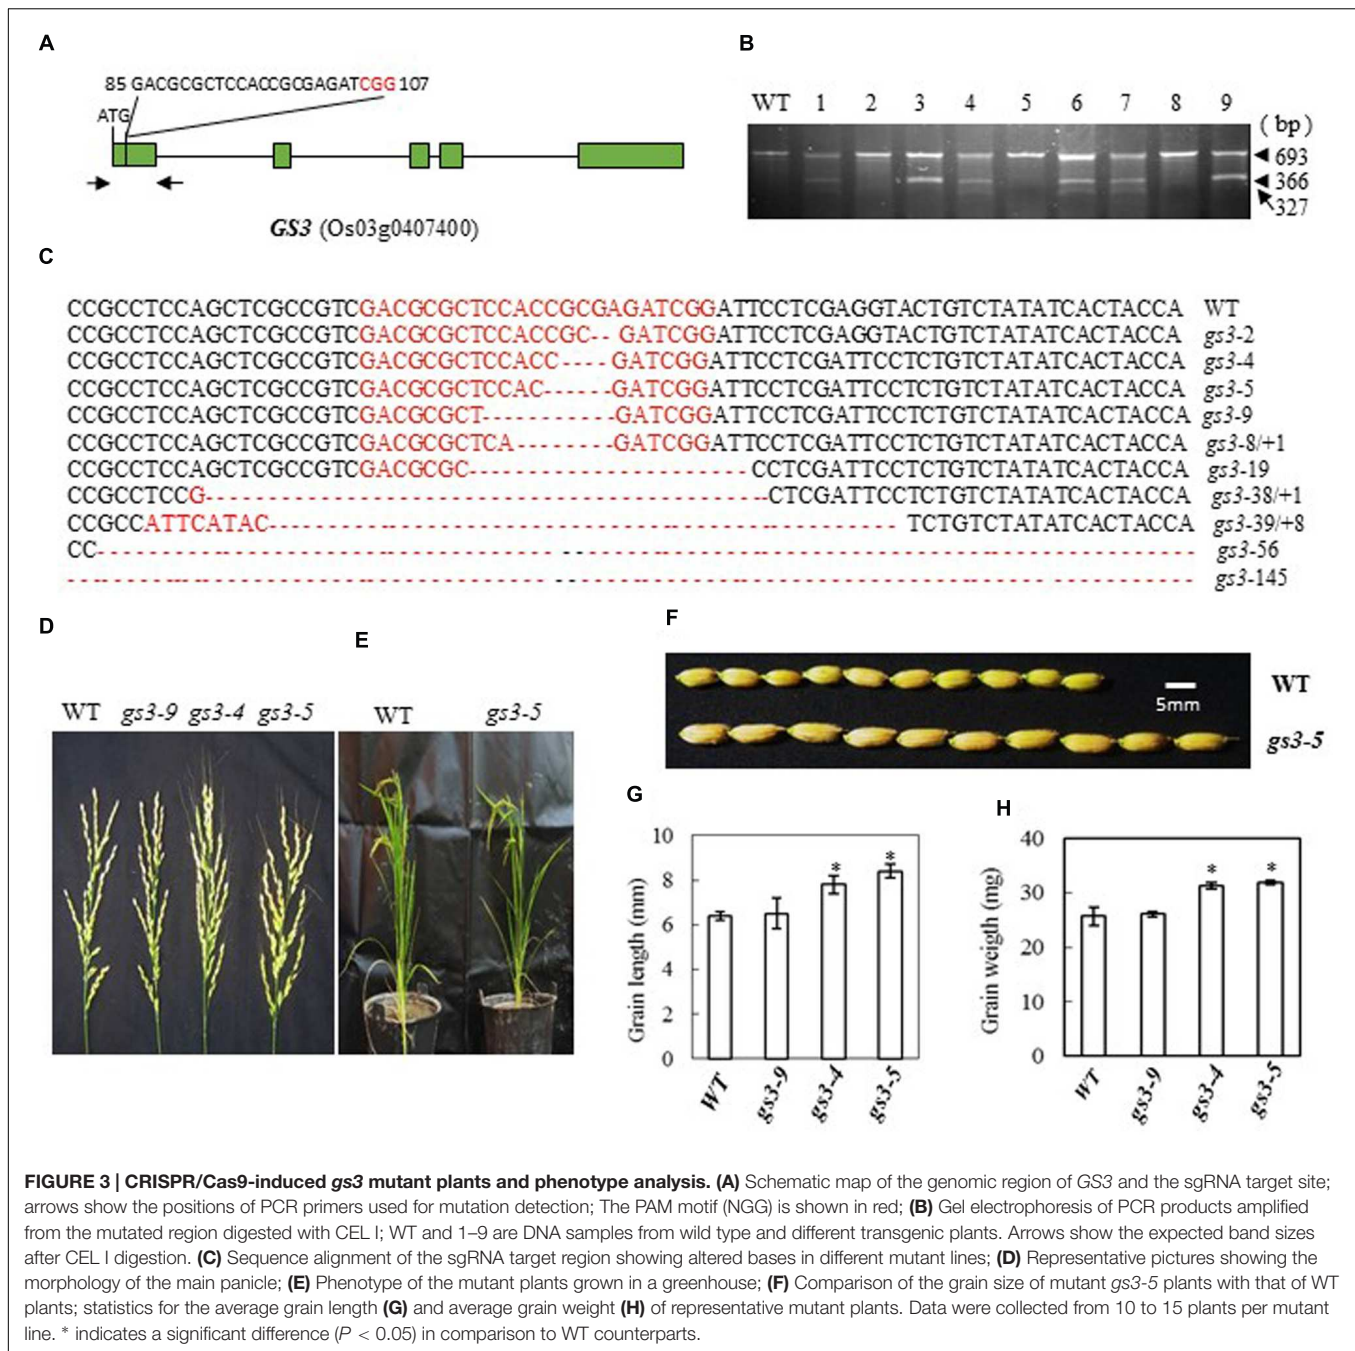 A
85 GACGCGCTCCACCGCGAGATCGG 107
ATG
GS3 (Os03g0407400)
B
WT 1 2 3 4 5 6 7 8 9
( bp )
693
366
327
C
CCGCCTCCAGCTCGCCGTCGACGCGCTCCACCGCGAGATCGGATTCCTCGAGGTACTGTCTATATCACTACCA WT
CCGCCTCCAGCTCGCCGTCGACGCGCTCCACCGC-- GATCGGATTCCTCGAGGTACTGTCTATATCACTACCA gs3-2
CCGCCTCCAGCTCGCCGTCGACGCGCTCCACC---- GATCGGATTCCTCGATTCCTCTGTCTATATCACTACCA gs3-4
CCGCCTCCAGCTCGCCGTCGACGCGCTCCAC------GATCGGATTCCTCGATTCCTCTGTCTATATCACTACCA gs3-5
CCGCCTCCAGCTCGCCGTCGACGCGCT------------GATCGGATTCCTCGATTCCTCTGTCTATATCACTACCA gs3-9
CCGCCTCCAGCTCGCCGTCGACGCGCTCA---------GATCGGATTCCTCGATTCCTCTGTCTATATCACTACCA gs3-8/+1
CCGCCTCCAGCTCGCCGTCGACGCGC--------------------------CCTCGATTCCTCTGTCTATATCACTACCA gs3-19
CCGCCTCCG----------------------------------------------------CTCGATTCCTCTGTCTATATCACTACCA gs3-38/+1
CCGCCATTCATAC---------------------------------------------------------- TCTGTCTATATCACTACCA gs3-39/+8
CC---------------------------------------------------------------------------------------------------- gs3-56
------------------------------------------------------------------------------------------------------- gs3-145
D
WT gs3-9 gs3-4 gs3-5
E
WT gs3-5
F
WT
5mm
gs3-5
G
10
8
6
4
2
0
Grain length (mm)
* *
WT gs3-9 gs3-4 gs3-5
H
40
30
20
10
0
Grain weigth (mg)
* *
WT gs3-9 gs3-4 gs3-5
FIGURE 3 | CRISPR/Cas9-induced gs3 mutant plants and phenotype analysis. (A) Schematic map of the genomic region of GS3 and the sgRNA target site;
arrows show the positions of PCR primers used for mutation detection; The PAM motif (NGG) is shown in red; (B) Gel electrophoresis of PCR products amplified
from the mutated region digested with CEL I; WT and 1–9 are DNA samples from wild type and different transgenic plants. Arrows show the expected band sizes
after CEL I digestion. (C) Sequence alignment of the sgRNA target region showing altered bases in different mutant lines; (D) Representative pictures showing the
morphology of the main panicle; (E) Phenotype of the mutant plants grown in a greenhouse; (F) Comparison of the grain size of mutant gs3-5 plants with that of WT
plants; statistics for the average grain length (G) and average grain weight (H) of representative mutant plants. Data were collected from 10 to 15 plants per mutant
line. * indicates a significant difference (P < 0.05) in comparison to WT counterparts.